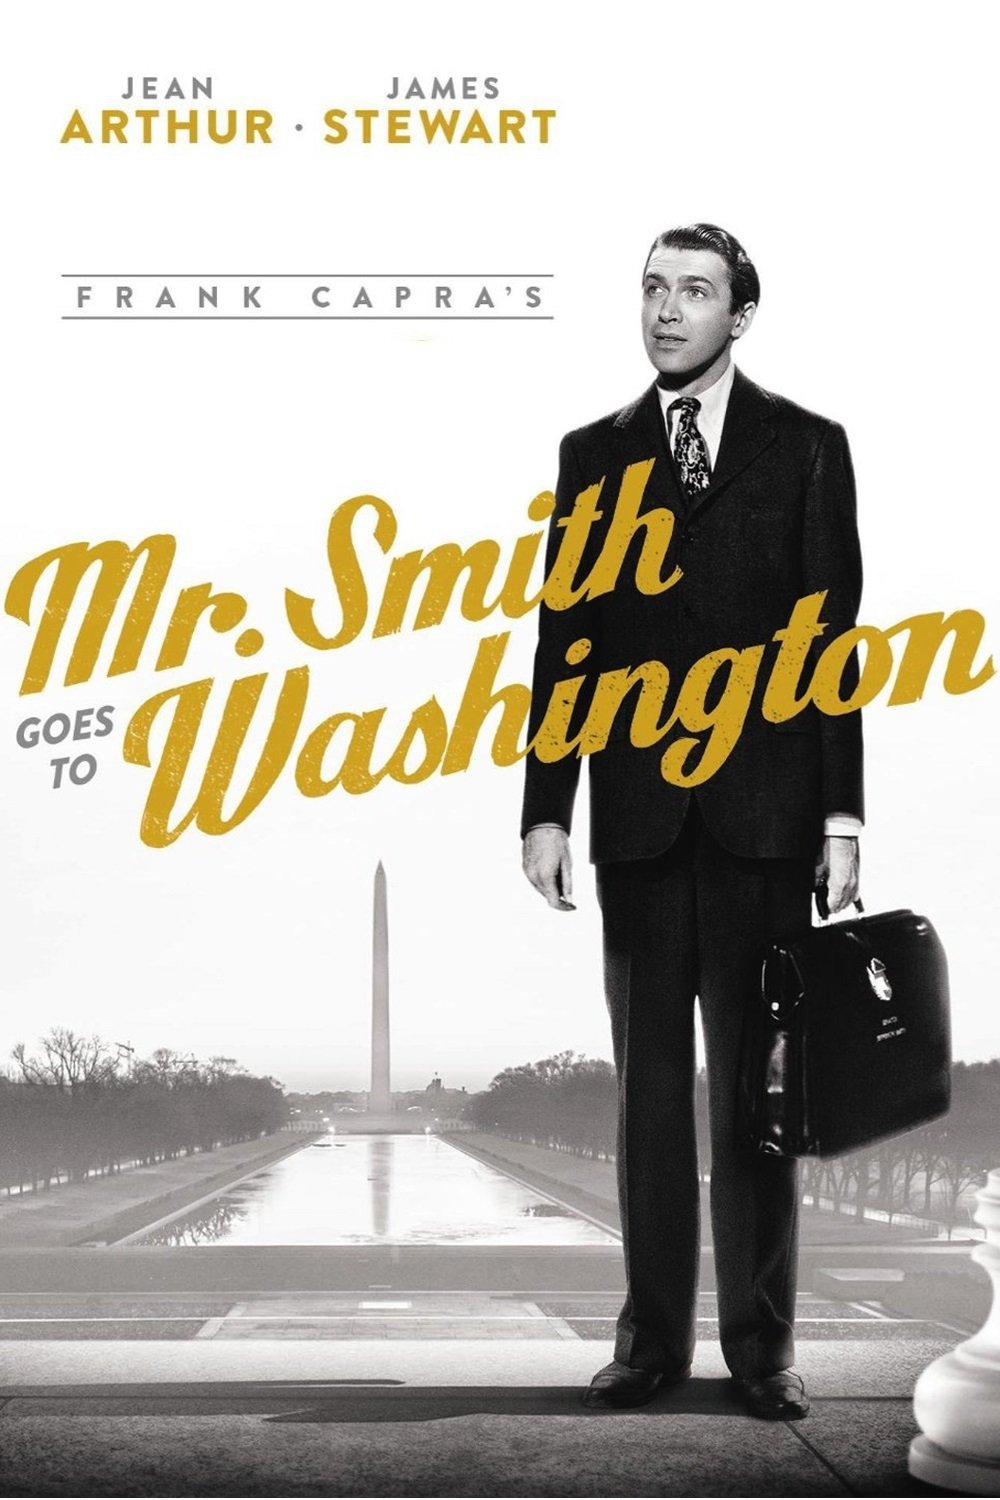 JEAN JAMES
ARTHUR · STEWART
FRANK CAPRA'S
Mr. Smith
GOES TO
Washington